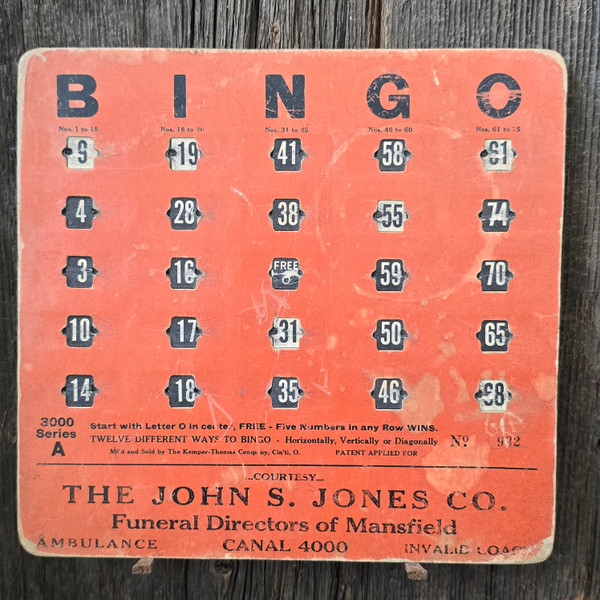 B I N G O
Nos. 1 to 15 Nos. 16 to 30 Nos. 31 to 45 Nos. 46 to 60 Nos. 61 to 75
9 19 41 58 61
4 28 38 55 74
3 16 FREE 59 70
10 17 31 50 65
14 18 35 46 68
3000 Series A
Start with Letter O in center, FREE - Five Numbers in any Row WINS.
TWELVE DIFFERENT WAYS TO BINGO - Horizontally, Vertically or Diagonally Nº 932
Mf'd and Sold by The Kemper-Thomas Company, Cin'ti, O. PATENT APPLIED FOR
...COURTESY...
THE JOHN S. JONES CO.
Funeral Directors of Mansfield
AMBULANCE CANAL 4000 INVALID COACH